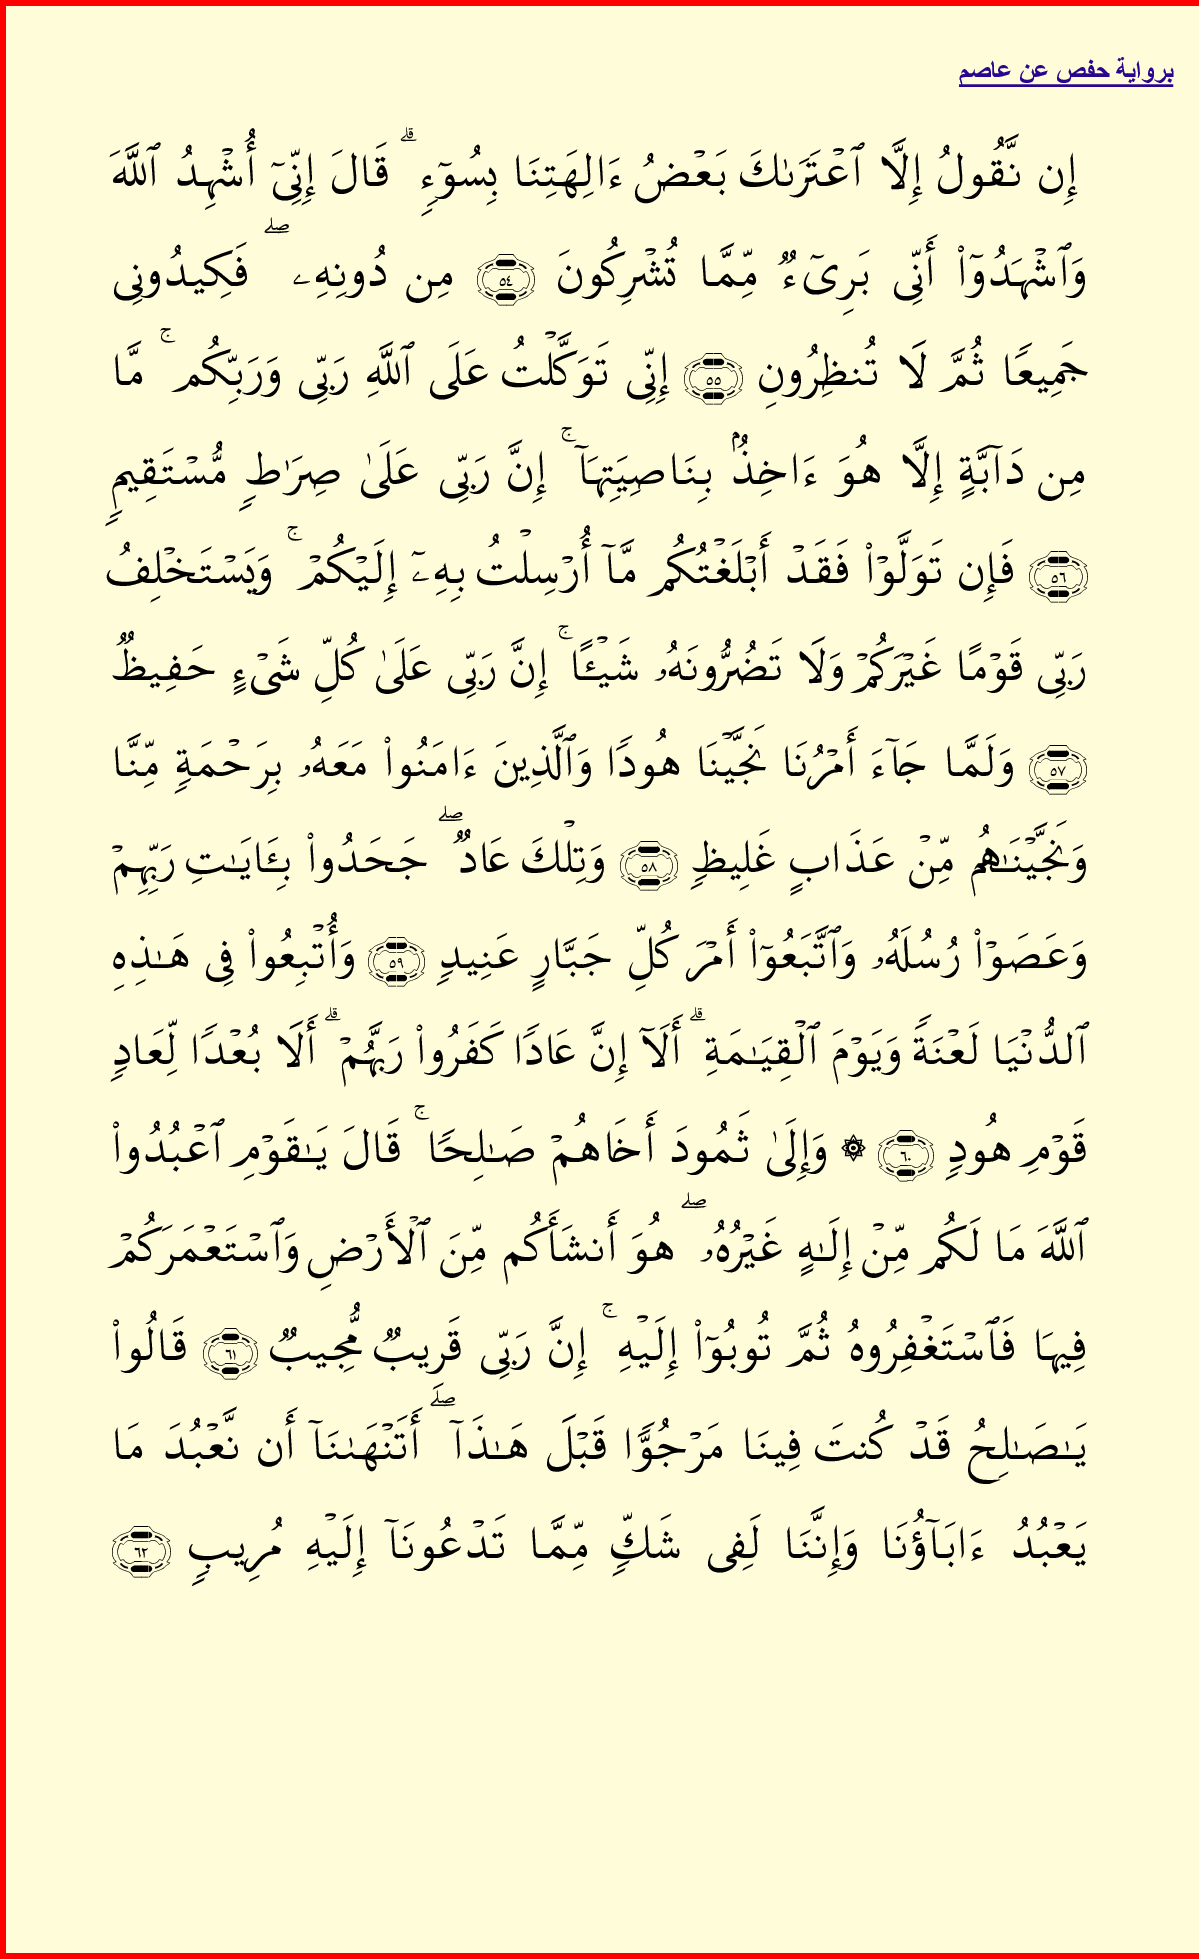 برواية حفص عن عاصم
إِن نَّقُولُ إِلَّا ٱعۡتَرَىٰكَ بَعۡضُ ءَالِهَتِنَا بِسُوٓءٖۗ قَالَ إِنِّيٓ أُشۡهِدُ ٱللَّهَ
وَٱشۡهَدُوٓاْ أَنِّي بَرِيٓءٞ مِّمَّا تُشۡرِكُونَ ٥٤ مِن دُونِهِۦۖ فَكِيدُونِي
جَمِيعٗا ثُمَّ لَا تُنظِرُونِ ٥٥ إِنِّي تَوَكَّلۡتُ عَلَى ٱللَّهِ رَبِّي وَرَبِّكُمۚ مَّا
مِن دَآبَّةٍ إِلَّا هُوَ ءَاخِذُۢ بِنَاصِيَتِهَآۚ إِنَّ رَبِّي عَلَىٰ صِرَٰطٖ مُّسۡتَقِيمٖ
٥٦ فَإِن تَوَلَّوۡاْ فَقَدۡ أَبۡلَغۡتُكُم مَّآ أُرۡسِلۡتُ بِهِۦٓ إِلَيۡكُمۡۚ وَيَسۡتَخۡلِفُ
رَبِّي قَوۡمًا غَيۡرَكُمۡ وَلَا تَضُرُّونَهُۥ شَيۡـًٔاۚ إِنَّ رَبِّي عَلَىٰ كُلِّ شَيۡءٍ حَفِيظٞ
٥٧ وَلَمَّا جَآءَ أَمۡرُنَا نَجَّيۡنَا هُودٗا وَٱلَّذِينَ ءَامَنُواْ مَعَهُۥ بِرَحۡمَةٖ مِّنَّا
وَنَجَّيۡنَٰهُم مِّنۡ عَذَابٍ غَلِيظٖ ٥٨ وَتِلۡكَ عَادٞۖ جَحَدُواْ بِـَٔايَٰتِ رَبِّهِمۡ
وَعَصَوۡاْ رُسُلَهُۥ وَٱتَّبَعُوٓاْ أَمۡرَ كُلِّ جَبَّارٍ عَنِيدٖ ٥٩ وَأُتۡبِعُواْ فِي هَٰذِهِ
ٱلدُّنۡيَا لَعۡنَةٗ وَيَوۡمَ ٱلۡقِيَٰمَةِۗ أَلَآ إِنَّ عَادٗا كَفَرُواْ رَبَّهُمۡۗ أَلَا بُعۡدٗا لِّعَادٖ
قَوۡمِ هُودٖ ٦٠ ۞ وَإِلَىٰ ثَمُودَ أَخَاهُمۡ صَٰلِحٗاۚ قَالَ يَٰقَوۡمِ ٱعۡبُدُواْ
ٱللَّهَ مَا لَكُم مِّنۡ إِلَٰهٍ غَيۡرُهُۥۖ هُوَ أَنشَأَكُم مِّنَ ٱلۡأَرۡضِ وَٱسۡتَعۡمَرَكُمۡ
فِيهَا فَٱسۡتَغۡفِرُوهُ ثُمَّ تُوبُوٓاْ إِلَيۡهِۚ إِنَّ رَبِّي قَرِيبٞ مُّجِيبٞ ٦١ قَالُواْ
يَٰصَٰلِحُ قَدۡ كُنتَ فِينَا مَرۡجُوّٗا قَبۡلَ هَٰذَآۖ أَتَنۡهَىٰنَآ أَن نَّعۡبُدَ مَا
يَعۡبُدُ ءَابَآؤُنَا وَإِنَّنَا لَفِي شَكّٖ مِّمَّا تَدۡعُونَآ إِلَيۡهِ مُرِيبٖ ٦٢